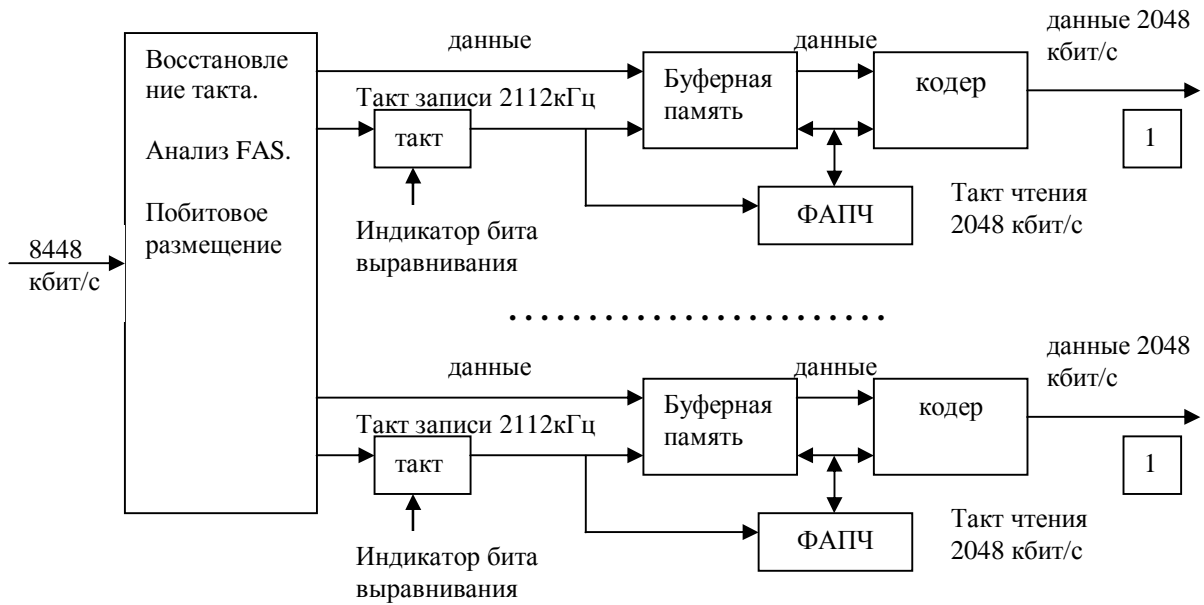 Восстановле
ние такта.
Анализ FAS.
Побитовое
размещение
8448
кбит/с
данные
Такт записи 2112кГц
такт
Индикатор бита
выравнивания
Буферная
память
данные
кодер
ФАПЧ
данные 2048
кбит/с
1
Такт чтения
2048 кбит/с
данные
Такт записи 2112кГц
такт
Индикатор бита
выравнивания
Буферная
память
данные
кодер
ФАПЧ
данные 2048
кбит/с
1
Такт чтения
2048 кбит/с